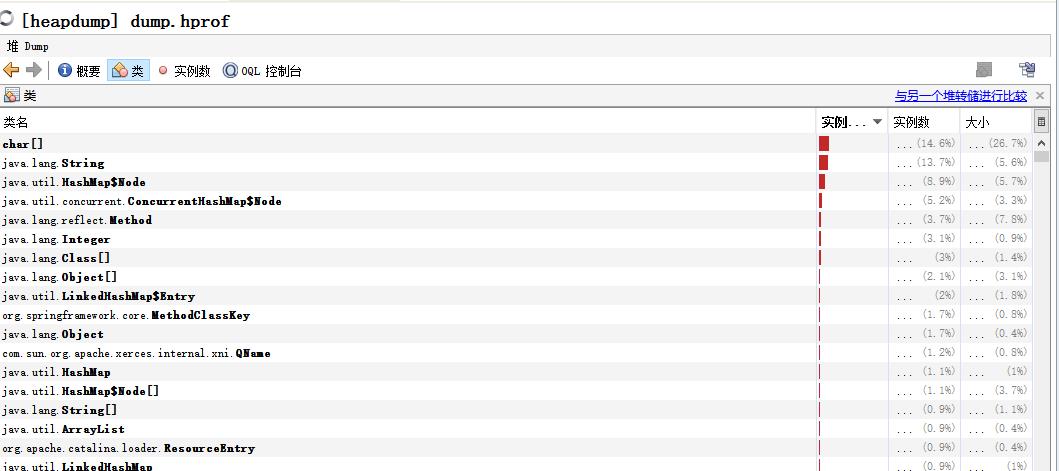 [heapdump] dump.hprof
堆 Dump
概要 类 实例数 OQL 控制台
类 与另一个堆转储进行比较
类名 实例... 实例数 大小
char[] ... (14.6%) ... (26.7%)
java.lang.String ... (13.7%) ... (5.6%)
java.util.HashMap$Node ... (8.9%) ... (5.7%)
java.util.concurrent.ConcurrentHashMap$Node ... (5.2%) ... (3.3%)
java.lang.reflect.Method ... (3.7%) ... (7.8%)
java.lang.Integer ... (3.1%) ... (0.9%)
java.lang.Class[] ... (3%) ... (1.4%)
java.lang.Object[] ... (2.1%) ... (3.1%)
java.util.LinkedHashMap$Entry ... (2%) ... (1.8%)
org.springframework.core.MethodClassKey ... (1.7%) ... (0.8%)
java.lang.Object ... (1.7%) ... (0.4%)
com.sun.org.apache.xerces.internal.xni.QName ... (1.2%) ... (0.8%)
java.util.HashMap ... (1.1%) ... (1%)
java.util.HashMap$Node[] ... (1.1%) ... (3.7%)
java.lang.String[] ... (0.9%) ... (1.1%)
java.util.ArrayList ... (0.9%) ... (0.4%)
org.apache.catalina.loader.ResourceEntry ... (0.9%) ... (0.4%)
java.util.LinkedHashMap ... (0.9%) ... (1%)